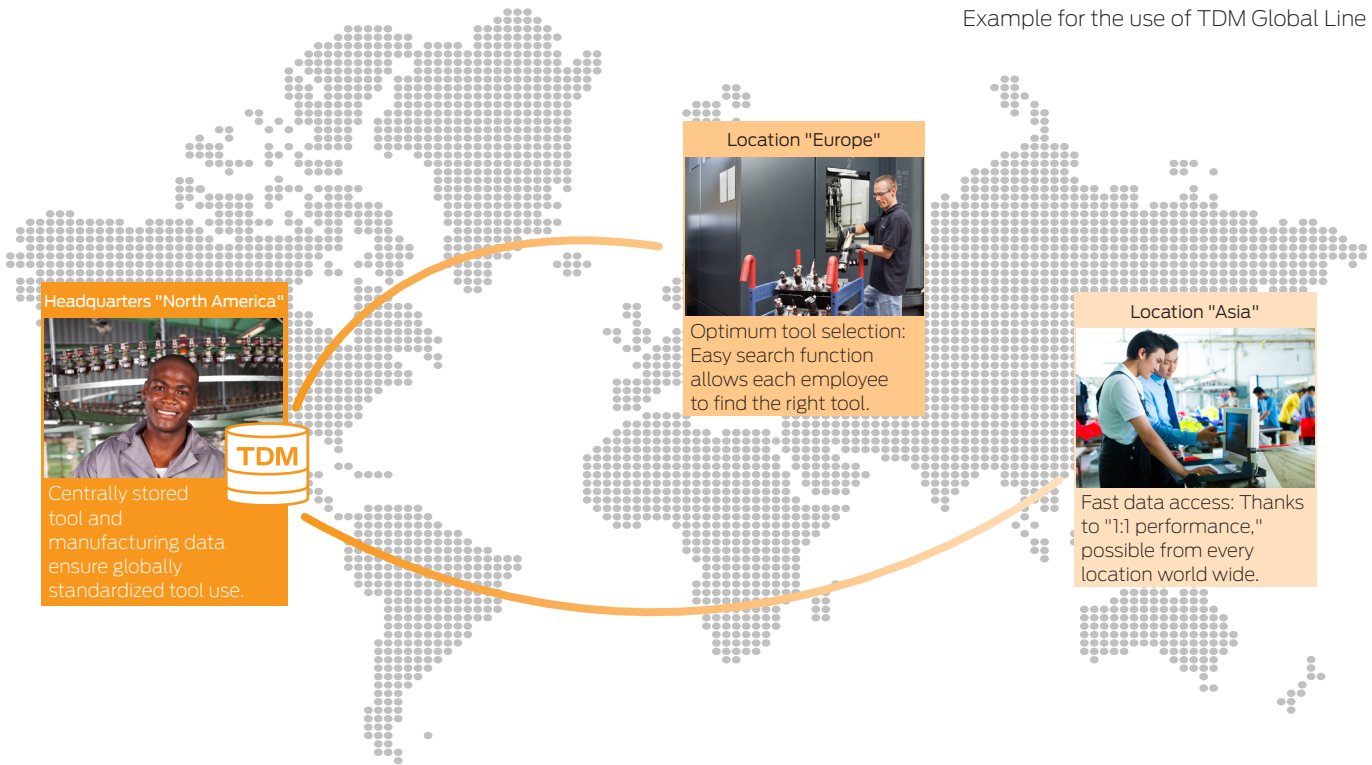 Example for the use of TDM Global Line
Location "Europe"
Optimum tool selection:
Easy search function
allows each employee
to find the right tool.
Headquarters "North America"
TDM
Centrally stored
tool and
manufacturing data
ensure globally
standardized tool use.
Location "Asia"
Fast data access: Thanks
to "1:1 performance,"
possible from every
location world wide.